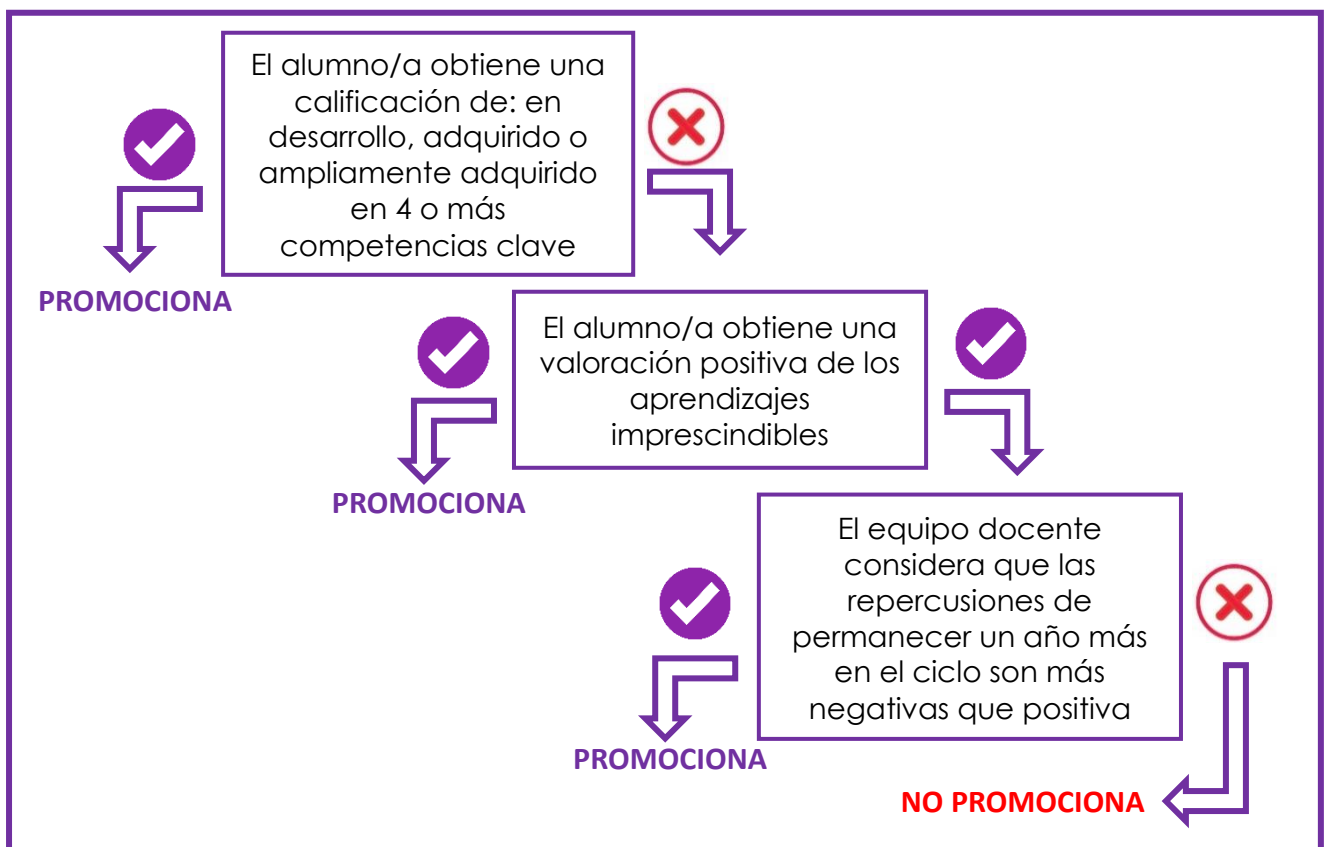 El alumno/a obtiene una
calificación de: en
desarrollo, adquirido o
ampliamente adquirido
en 4 o más
competencias clave
PROMOCIONA
El alumno/a obtiene una
valoración positiva de los
aprendizajes
imprescindibles
PROMOCIONA
El equipo docente
considera que las
repercusiones de
permanecer un año más
en el ciclo son más
negativas que positiva
PROMOCIONA
NO PROMOCIONA